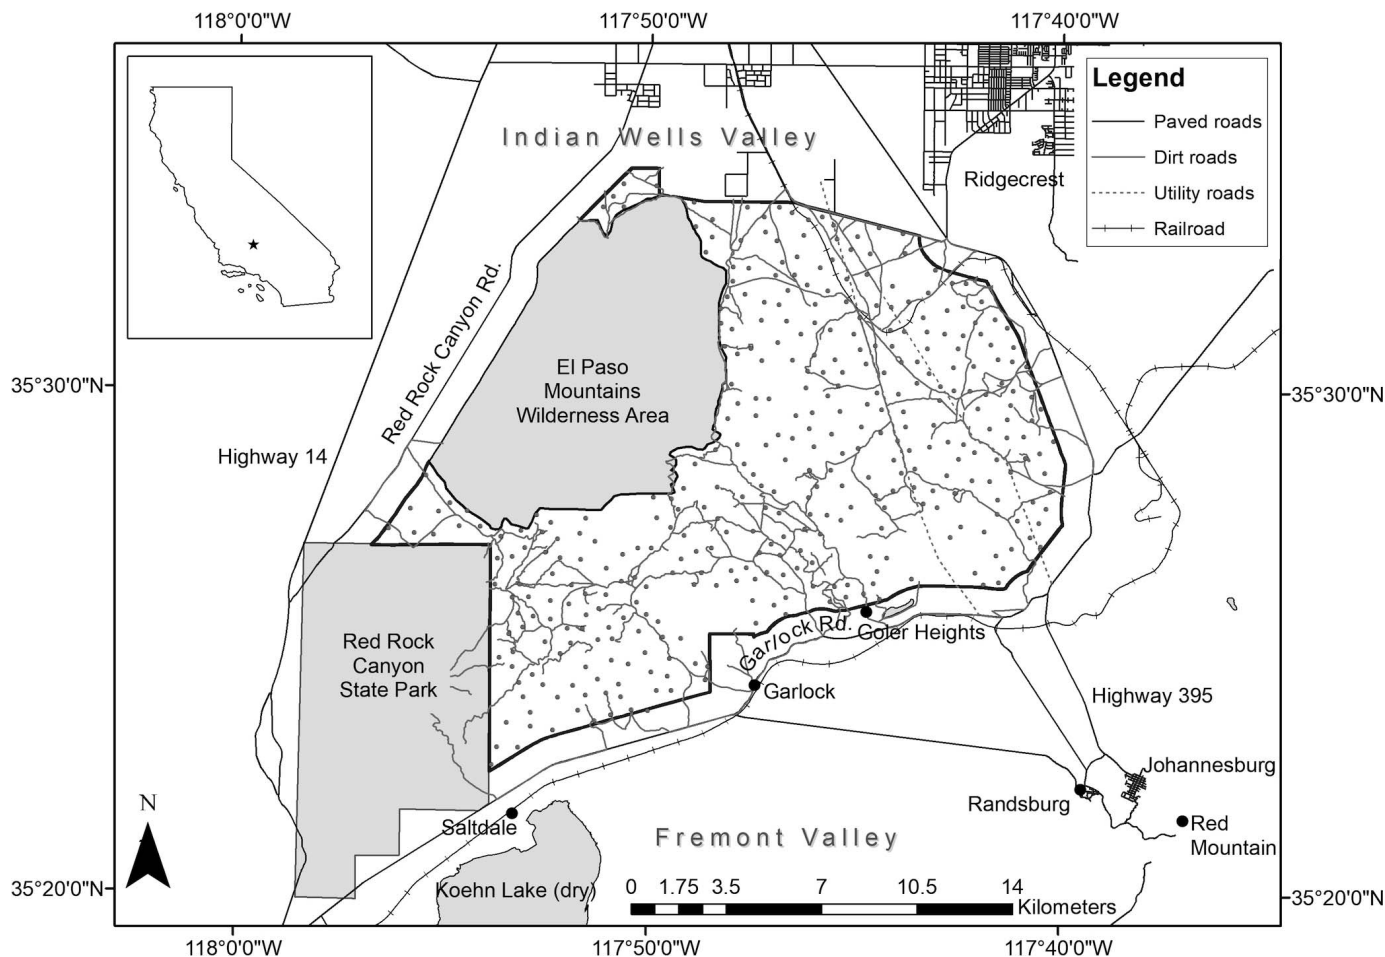 118°0'0"W
117°50'0"W
117°40'0"W
Legend
Paved roads
Dirt roads
Utility roads
Railroad
Indian Wells Valley
Ridgecrest
Red Rock Canyon Rd.
El Paso
Mountains
Wilderness Area
35°30'0"N
35°30'0"N
Highway 14
Red Rock
Canyon
State Park
Garlock Rd.
Goler Heights
Garlock
Highway 395
Johannesburg
Randsburg
Red
Mountain
N
Saltdale
Fremont Valley
Koehn Lake (dry)
0 1.75 3.5 7 10.5 14
Kilometers
35°20'0"N
35°20'0"N
118°0'0"W
117°50'0"W
117°40'0"W